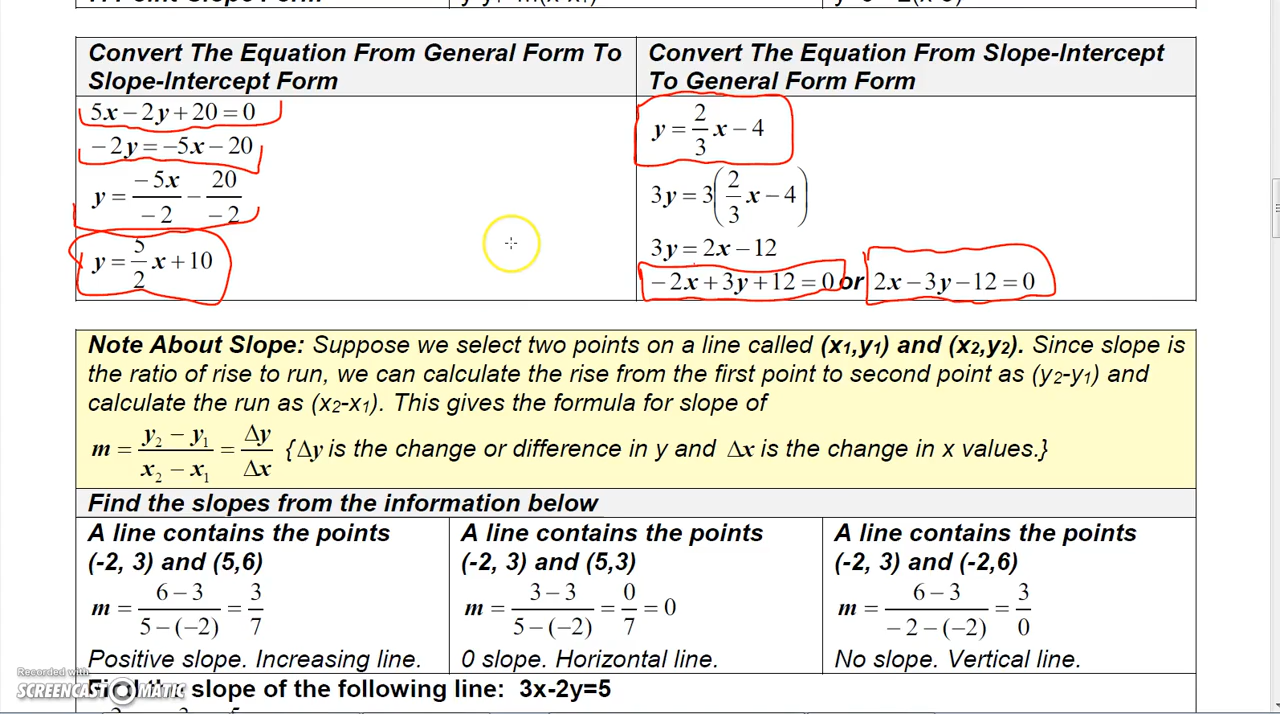 Convert The Equation From General Form To
Slope-Intercept Form
5x − 2y + 20 = 0
−2y = −5x − 20
y = −5x/−2 − 20/−2
y = 5/2 x + 10
Convert The Equation From Slope-Intercept
To General Form Form
y = 2/3 x − 4
3y = 3(2/3 x − 4)
3y = 2x − 12
−2x + 3y + 12 = 0 or 2x − 3y − 12 = 0
Note About Slope: Suppose we select two points on a line called (x₁,y₁) and (x₂,y₂). Since slope is
the ratio of rise to run, we can calculate the rise from the first point to second point as (y₂-y₁) and
calculate the run as (x₂-x₁). This gives the formula for slope of
m = y₂ − y₁ / x₂ − x₁ = Δy/Δx {Δy is the change or difference in y and Δx is the change in x values.}
Find the slopes from the information below
A line contains the points
(-2, 3) and (5,6)
m = 6 − 3 / 5 − (−2) = 3/7
Positive slope. Increasing line.
A line contains the points
(-2, 3) and (5,3)
m = 3 − 3 / 5 − (−2) = 0/7 = 0
0 slope. Horizontal line.
A line contains the points
(-2, 3) and (-2,6)
m = 6 − 3 / −2 − (−2) = 3/0
No slope. Vertical line.
Find the slope of the following line: 3x-2y=5
Recorded with
SCREENCAST MATIC